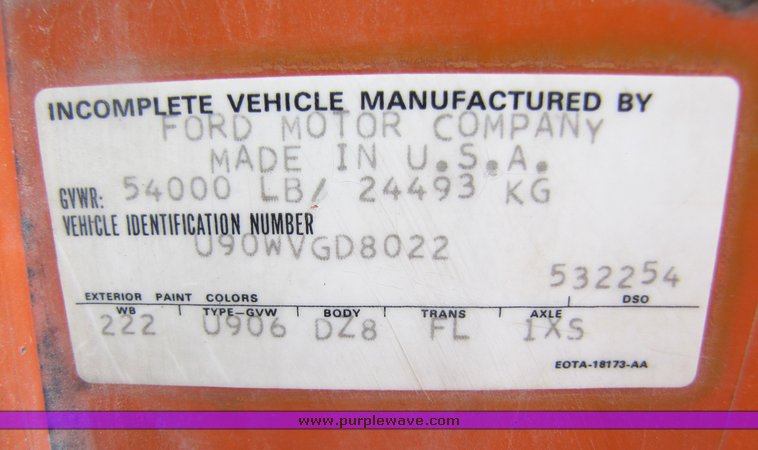 INCOMPLETE VEHICLE MANUFACTURED BY
FORD MOTOR COMPANY
MADE IN U.S.A.
GVWR: 54000 LB/ 24493 KG
VEHICLE IDENTIFICATION NUMBER
U90WVGD8022
532254
EXTERIOR PAINT COLORS DSO
WB TYPE-GVW BODY TRANS AXLE
222 U906 DZ8 FL 1XS
EOTA-18173-AA
www.purplewave.com